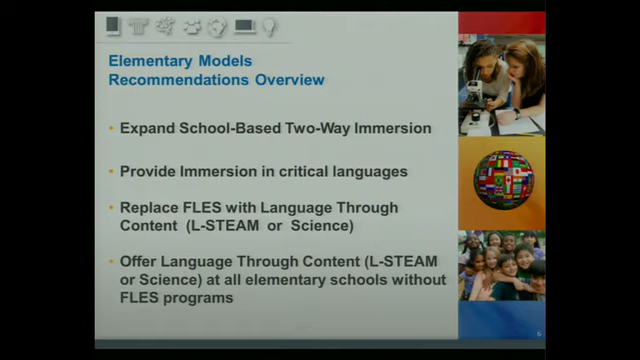 Elementary Models
Recommendations Overview
• Expand School-Based Two-Way Immersion
• Provide Immersion in critical languages
• Replace FLES with Language Through
Content (L-STEAM or Science)
• Offer Language Through Content (L-STEAM
or Science) at all elementary schools without
FLES programs
6